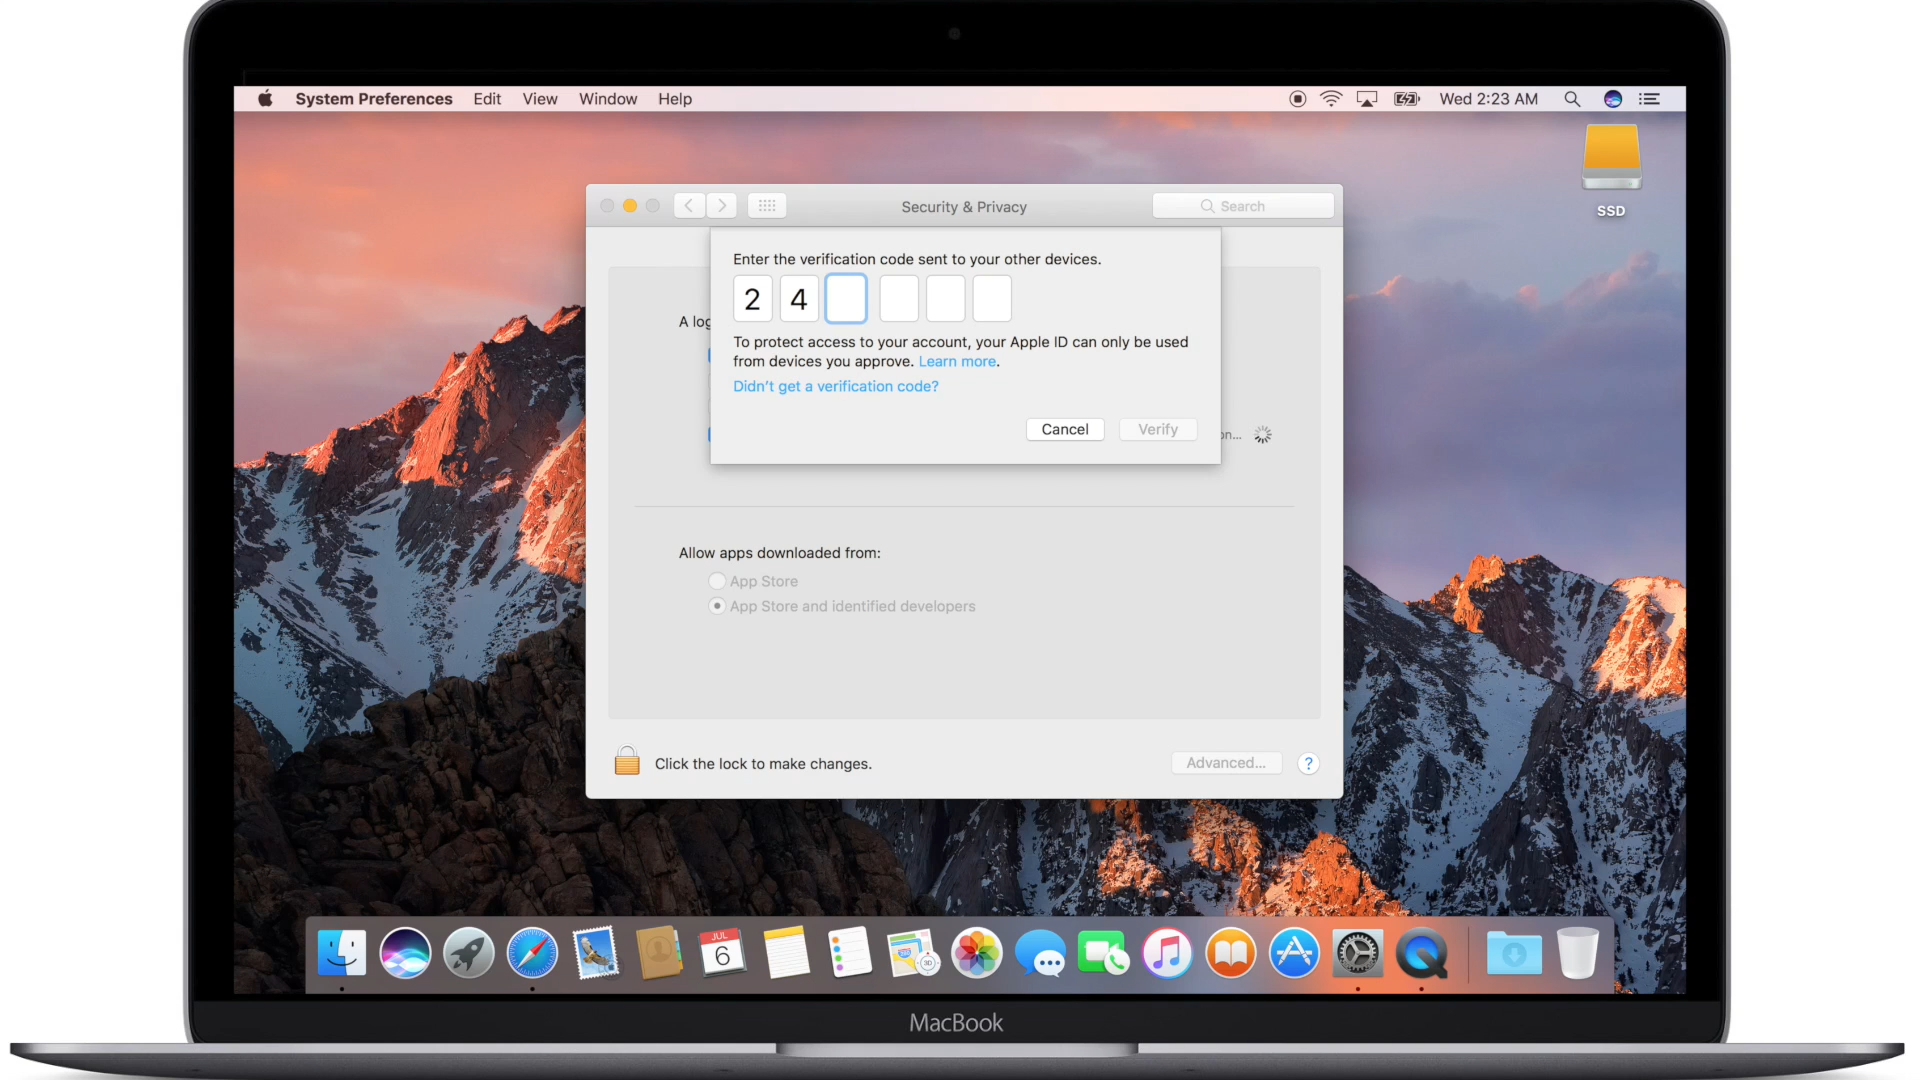 System Preferences Edit View Window Help Wed 2:23 AM
SSD
Security & Privacy
Search
Enter the verification code sent to your other devices.
2 4
A log
To protect access to your account, your Apple ID can only be used
from devices you approve. Learn more.
Didn't get a verification code?
Cancel Verify
on...
Allow apps downloaded from:
App Store
App Store and identified developers
Click the lock to make changes.
Advanced... ?
JUL
6
3D
MacBook